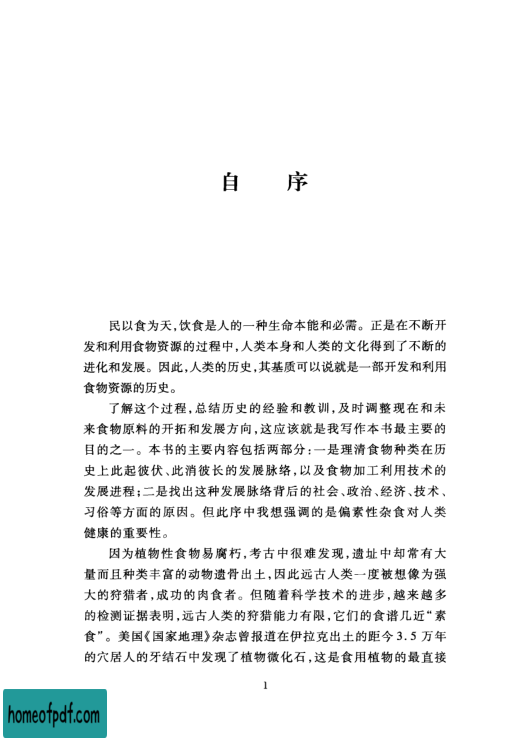 自　序
民以食为天,饮食是人的一种生命本能和必需。正是在不断开
发和利用食物资源的过程中,人类本身和人类的文化得到了不断的
进化和发展。因此,人类的历史,其基质可以说就是一部开发和利用
食物资源的历史。
了解这个过程,总结历史的经验和教训,及时调整现在和未
来食物原料的开拓和发展方向,这应该就是我写作本书最主要的
目的之一。本书的主要内容包括两部分:一是理清食物种类在历
史上此起彼伏、此消彼长的发展脉络,以及食物加工利用技术的
发展进程;二是找出这种发展脉络背后的社会、政治、经济、技术、
习俗等方面的原因。但此序中我想强调的是偏素性杂食对人类
健康的重要性。
因为植物性食物易腐朽,考古中很难发现,遗址中却常有大
量而且种类丰富的动物遗骨出土,因此远古人类一度被想像为强
大的狩猎者,成功的肉食者。但随着科学技术的进步,越来越多
的检测证据表明,远古人类的狩猎能力有限,它们的食谱几近“素
食”。美国《国家地理》杂志曾报道在伊拉克出土的距今3.5万年
的穴居人的牙结石中发现了植物微化石,这是食用植物的最直接
1
homeofpdf.com